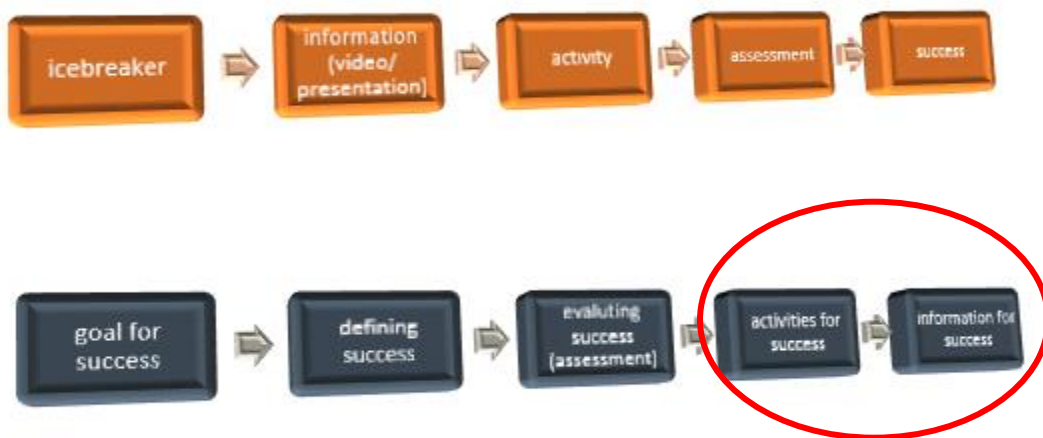 icebreaker
information
(video/
presentation)
activity
assessment
success
goal for
success
defining
success
evaluting
success
(assessment)
activities for
success
information for
success